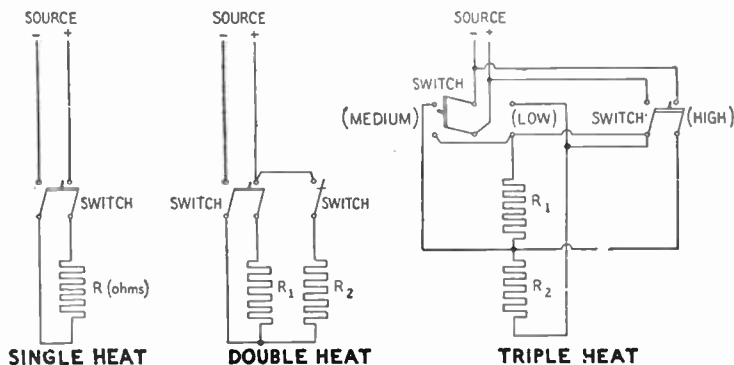 SOURCE
- +
SWITCH
R (ohms)
SINGLE HEAT
SOURCE
- +
SWITCH
SWITCH
R1
R2
DOUBLE HEAT
SOURCE
- +
SWITCH
(MEDIUM)
(LOW)
SWITCH
(HIGH)
R1
R2
TRIPLE HEAT